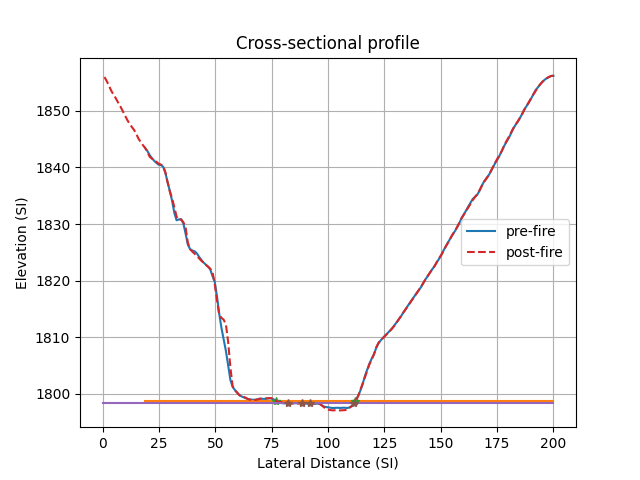 Cross-sectional profile
Elevation (SI)
1850
1840
1830
1820
1810
1800
pre-fire
post-fire
0 25 50 75 100 125 150 175 200
Lateral Distance (SI)